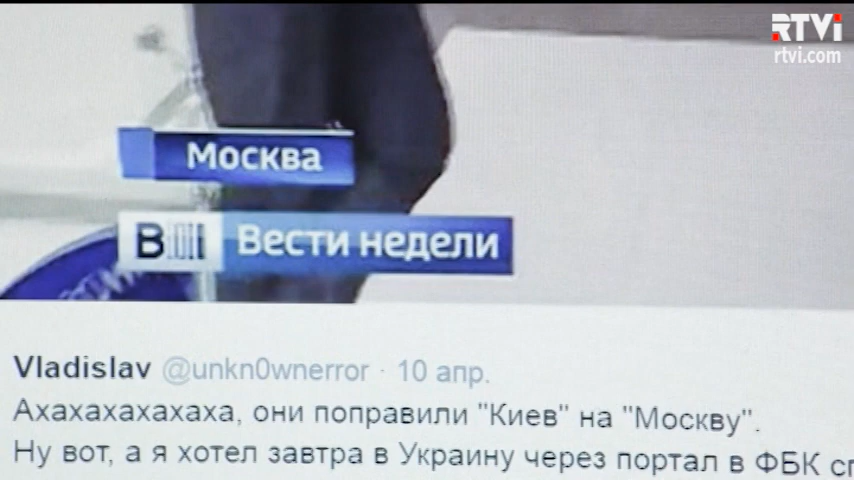 RTVi
rtvi.com
Москва
В
Вести недели
Vladislav @unkn0wnerror · 10 апр.
Ахахахахахаха, они поправили "Киев" на "Москву".
Ну вот, а я хотел завтра в Украину через портал в ФБК